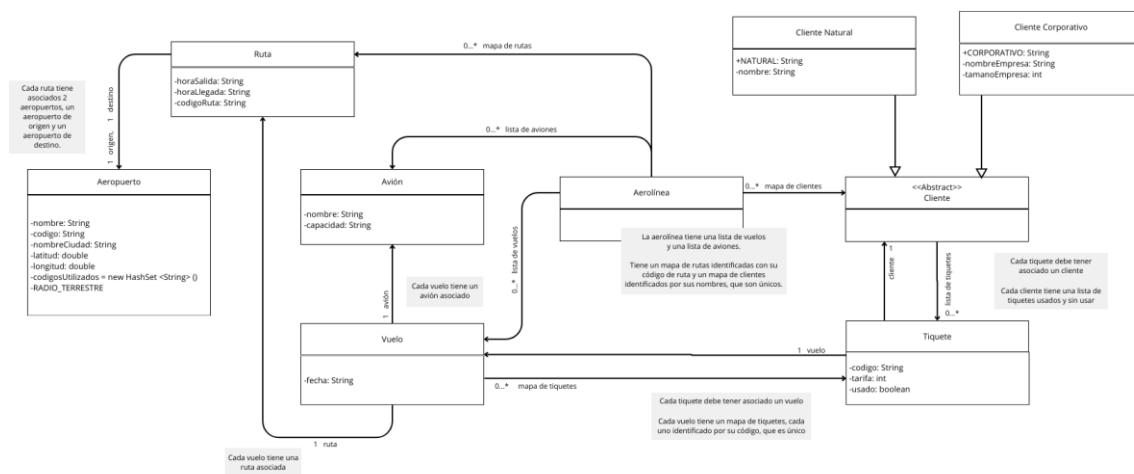 Ruta
-horaSalida: String
-horaLlegada: String
-codigoRuta: String
0...* mapa de rutas
Cliente Natural
+NATURAL: String
-nombre: String
Cliente Corporativo
+CORPORATIVO: String
-nombreEmpresa: String
-tamanoEmpresa: int
Cada ruta tiene
asociados 2
aeropuertos, un
aeropuerto de
origen y un
aeropuerto de
destino.
1 origen, 1 destino
0...* lista de aviones
Aeropuerto
-nombre: String
-codigo: String
-nombreCiudad: String
-latitud: double
-longitud: double
-codigosUtilizados = new HashSet <String> ()
-RADIO_TERRESTRE
Avión
-nombre: String
-capacidad: String
Aerolínea
0...* mapa de clientes
<<Abstract>>
Cliente
La aerolínea tiene una lista de vuelos
y una lista de aviones.
Tiene un mapa de rutas identificadas con su
código de ruta y un mapa de clientes
identificados por sus nombres, que son únicos.
0...* lista de vuelos
Cada vuelo tiene un
avión asociado
1 avión
1
cliente
lista de tiquetes
0...*
Cada tiquete debe tener
asociado un cliente
Cada cliente tiene una lista de
tiquetes usados y sin usar
Vuelo
-fecha: String
Tiquete
-codigo: String
-tarifa: int
-usado: boolean
1 vuelo
0...* mapa de tiquetes
Cada tiquete debe tener asociado un vuelo
Cada vuelo tiene un mapa de tiquetes, cada
uno identificado por su código, que es único
1 ruta
Cada vuelo tiene una
ruta asociada